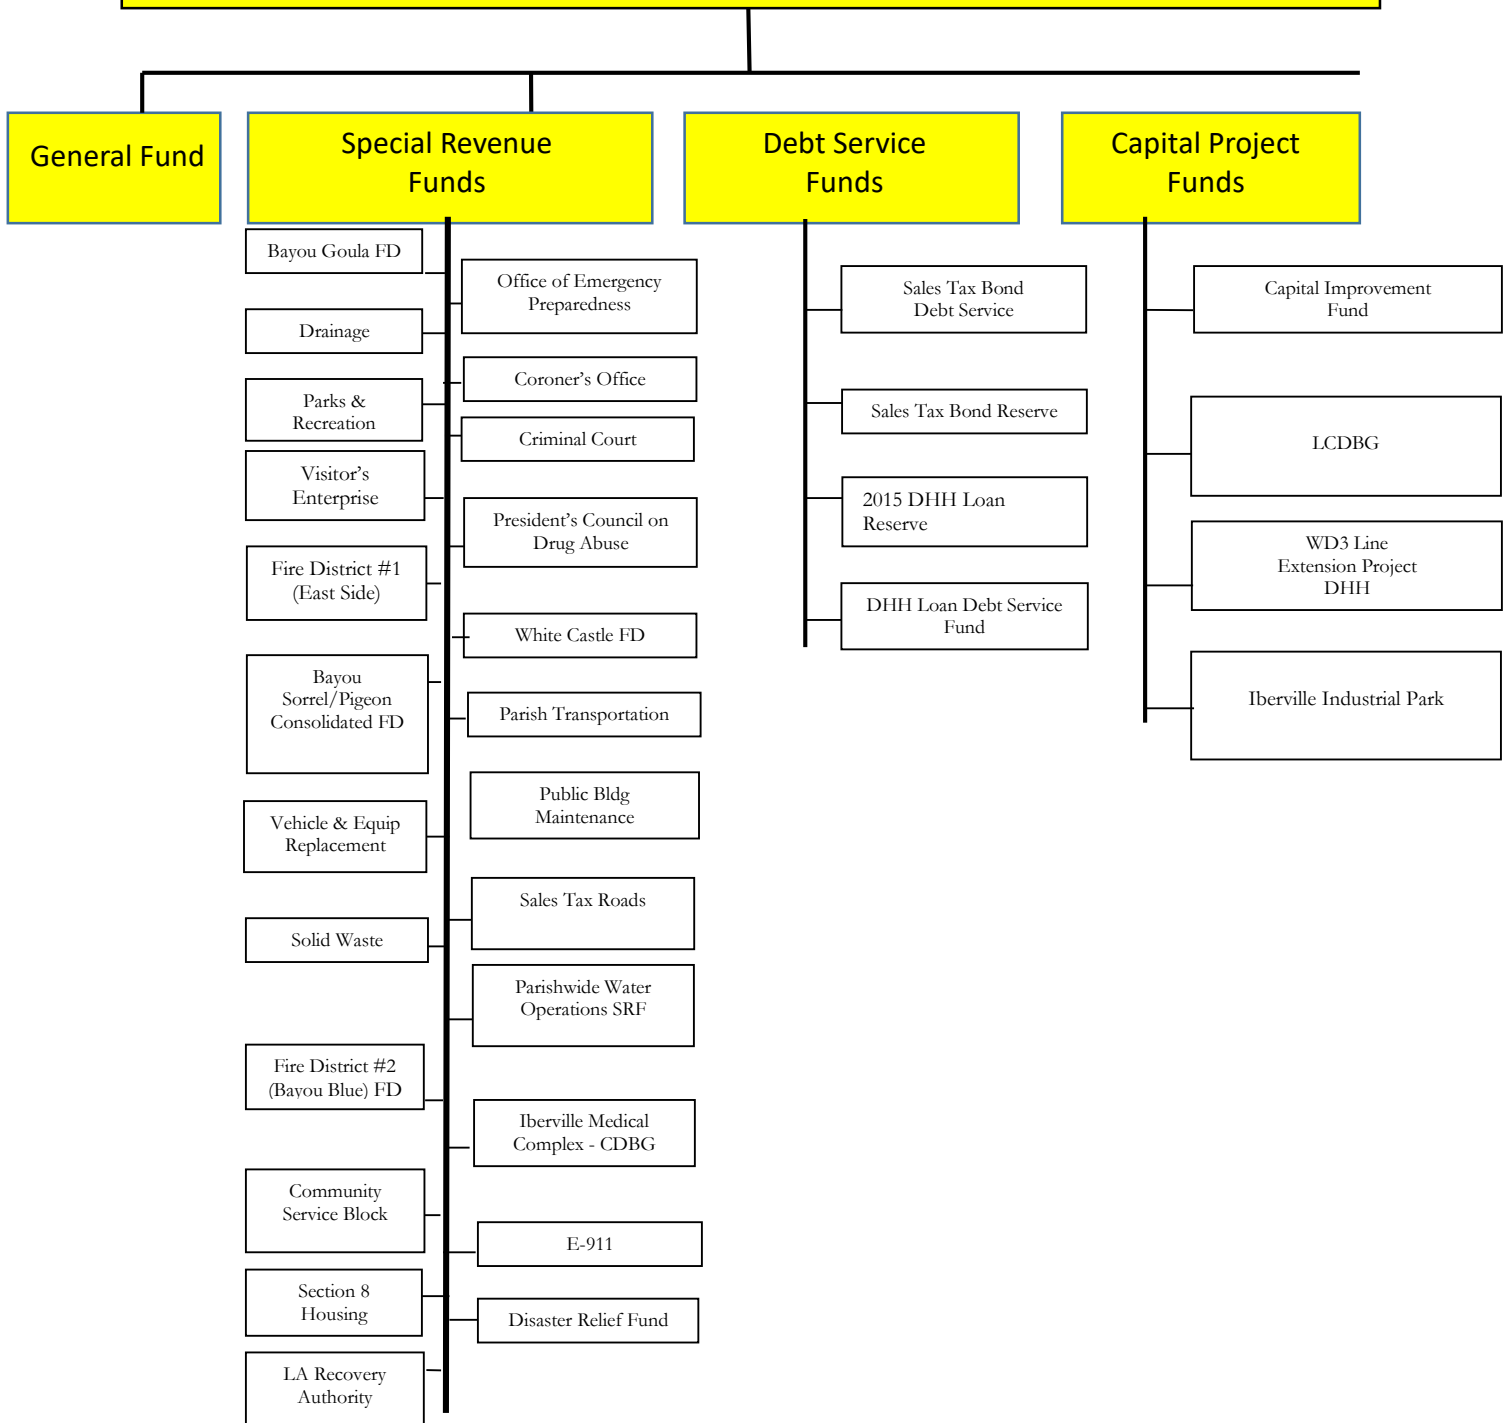 General Fund
Special Revenue
Funds
Debt Service
Funds
Capital Project
Funds
Bayou Goula FD
Drainage
Parks &
Recreation
Visitor's
Enterprise
Fire District #1
(East Side)
Bayou
Sorrel/Pigeon
Consolidated FD
Vehicle & Equip
Replacement
Solid Waste
Fire District #2
(Bayou Blue) FD
Community
Service Block
Section 8
Housing
LA Recovery
Authority
Office of Emergency
Preparedness
Coroner's Office
Criminal Court
President's Council on
Drug Abuse
White Castle FD
Parish Transportation
Public Bldg
Maintenance
Sales Tax Roads
Parishwide Water
Operations SRF
Iberville Medical
Complex - CDBG
E-911
Disaster Relief Fund
Sales Tax Bond
Debt Service
Sales Tax Bond Reserve
2015 DHH Loan
Reserve
DHH Loan Debt Service
Fund
Capital Improvement
Fund
LCDBG
WD3 Line
Extension Project
DHH
Iberville Industrial Park